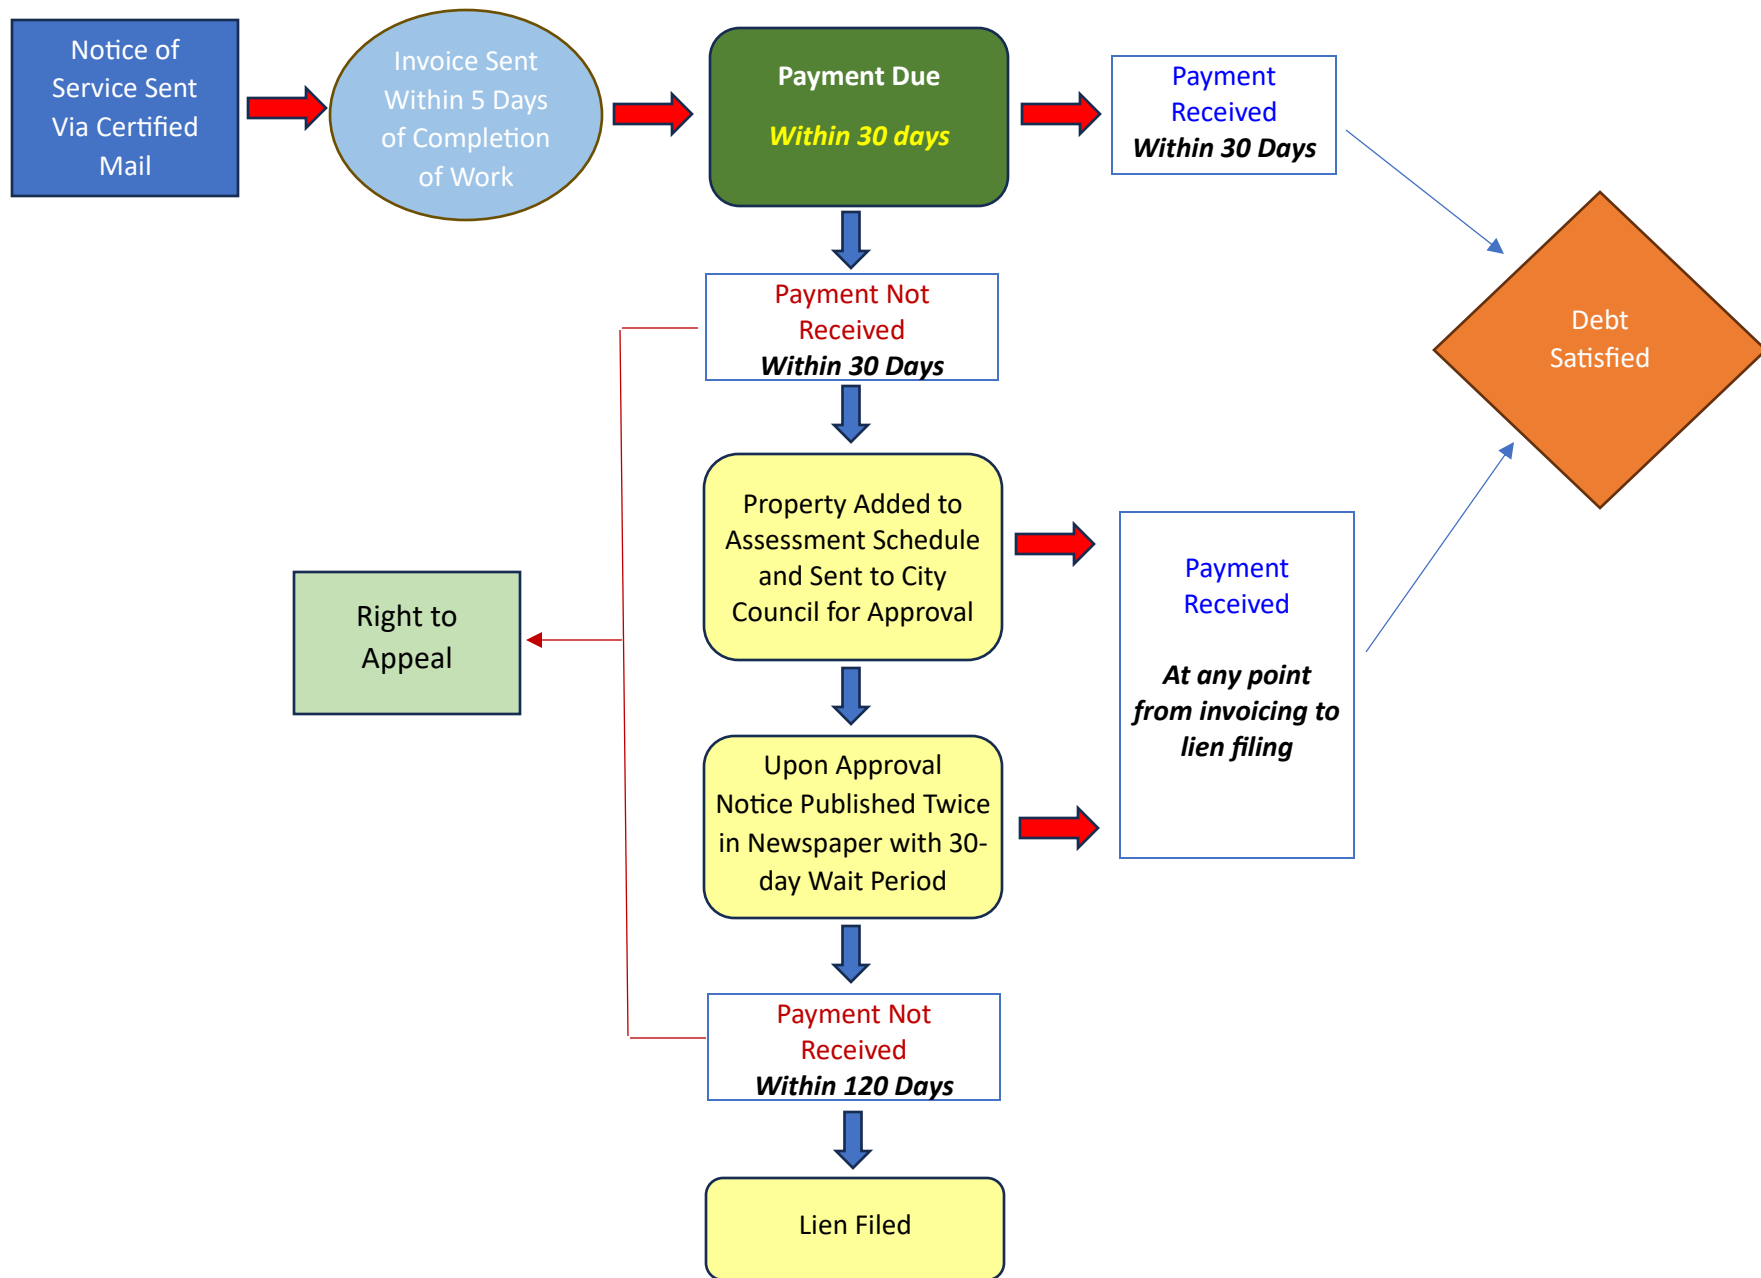 Notice of
Service Sent
Via Certified
Mail
Invoice Sent
Within 5 Days
of Completion
of Work
Payment Due
Within 30 days
Payment
Received
Within 30 Days
Payment Not
Received
Within 30 Days
Debt
Satisfied
Property Added to
Assessment Schedule
and Sent to City
Council for Approval
Payment
Received
At any point
from invoicing to
lien filing
Right to
Appeal
Upon Approval
Notice Published Twice
in Newspaper with 30-
day Wait Period
Payment Not
Received
Within 120 Days
Lien Filed